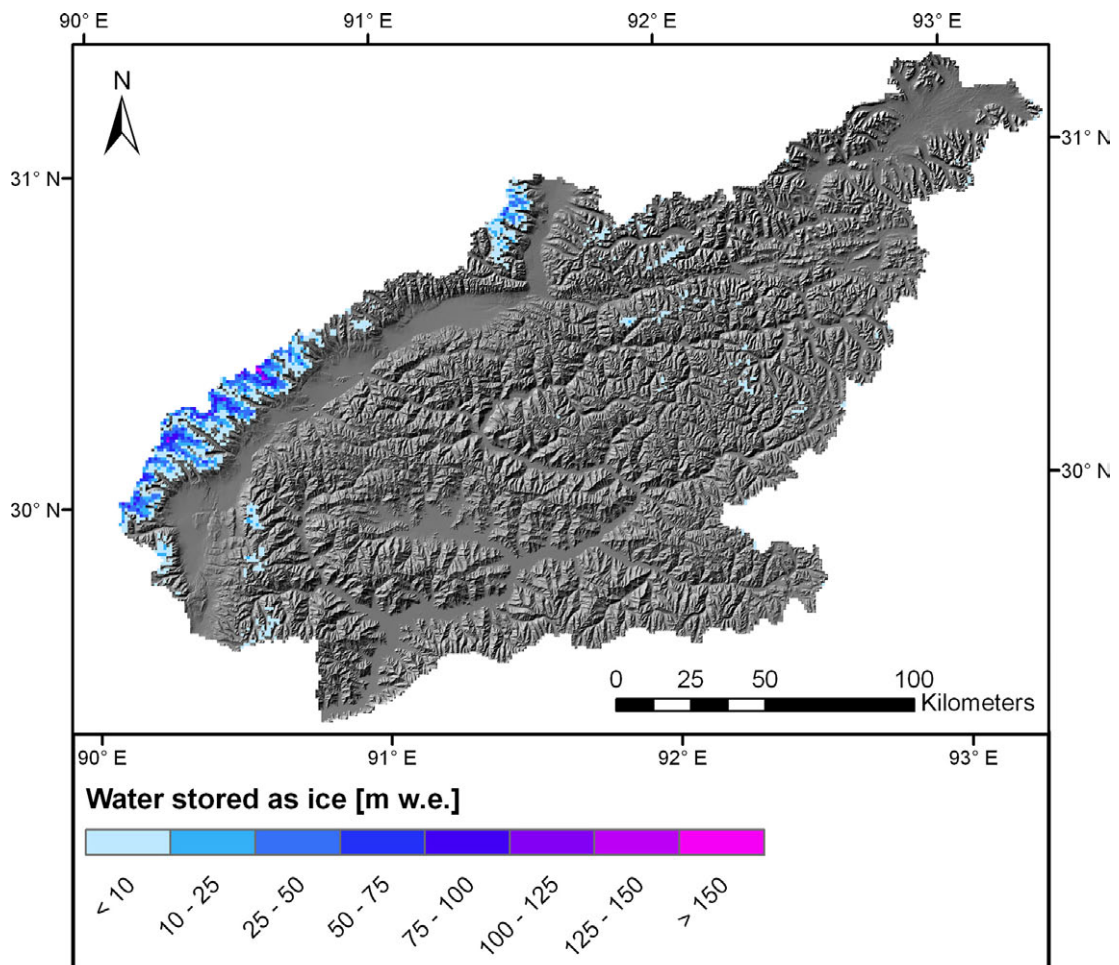 90° E 91° E 92° E 93° E
N
31° N
31° N
30° N
30° N
0 25 50 100
Kilometers
90° E 91° E 92° E 93° E
Water stored as ice [m w.e.]
< 10 10 - 25 25 - 50 50 - 75 75 - 100 100 - 125 125 - 150 > 150